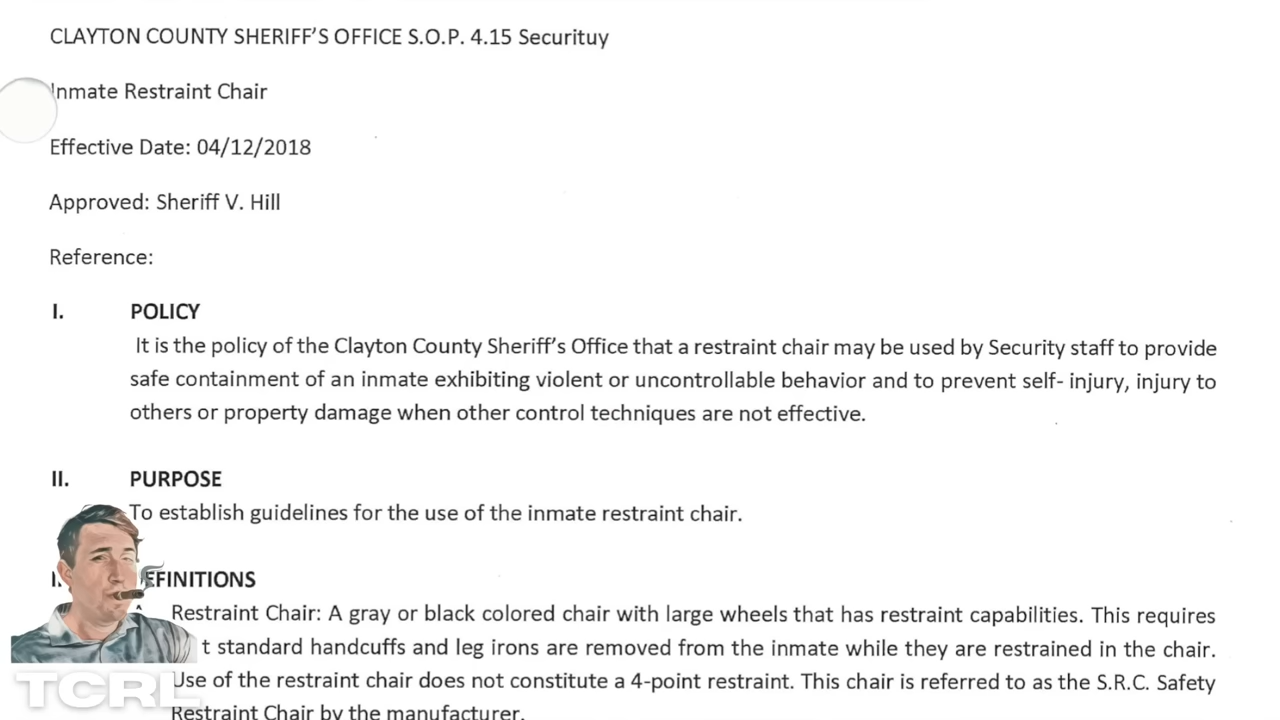 CLAYTON COUNTY SHERIFF'S OFFICE S.O.P. 4.15 Securituy
Inmate Restraint Chair
Effective Date: 04/12/2018
Approved: Sheriff V. Hill
Reference:
I. POLICY
It is the policy of the Clayton County Sheriff's Office that a restraint chair may be used by Security staff to provide
safe containment of an inmate exhibiting violent or uncontrollable behavior and to prevent self- injury, injury to
others or property damage when other control techniques are not effective.
II. PURPOSE
To establish guidelines for the use of the inmate restraint chair.
EFINITIONS
Restraint Chair: A gray or black colored chair with large wheels that has restraint capabilities. This requires
t standard handcuffs and leg irons are removed from the inmate while they are restrained in the chair.
Use of the restraint chair does not constitute a 4-point restraint. This chair is referred to as the S.R.C. Safety
Restraint Chair by the manufacturer.
TCRL